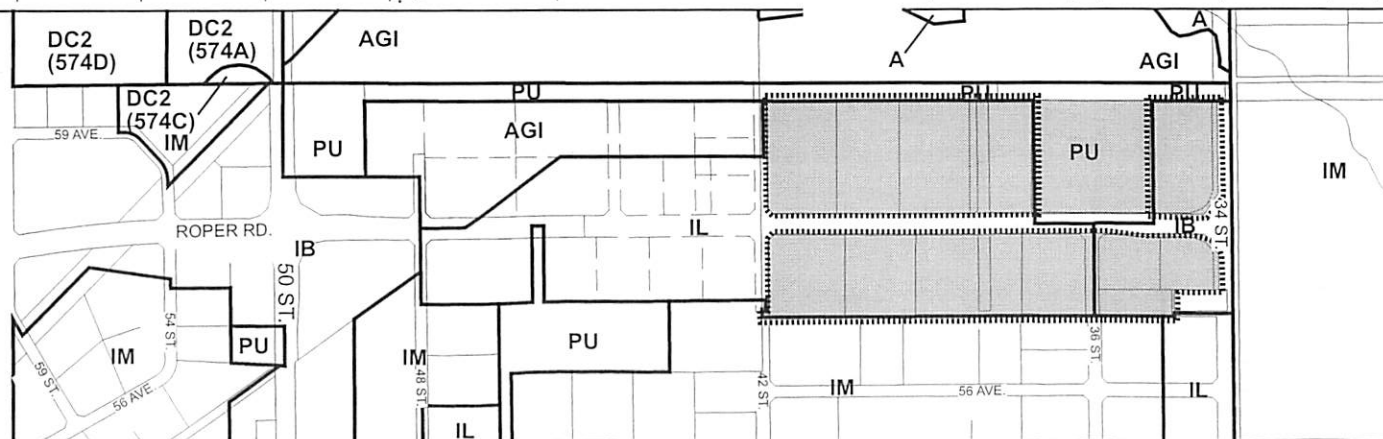 DC2
(574D)
DC2
(574A)
AGI
A
A
AGI
DC2
(574C)
IM
59 AVE.
PU
PU
PU
PU
AGI
PU
IM
ROPER RD.
IB
IL
IB
34 ST.
50 ST.
54 ST.
IM
PU
59 ST.
56 AVE.
IM
48 ST.
PU
42 ST.
IM
56 AVE.
36 ST.
IL
IL